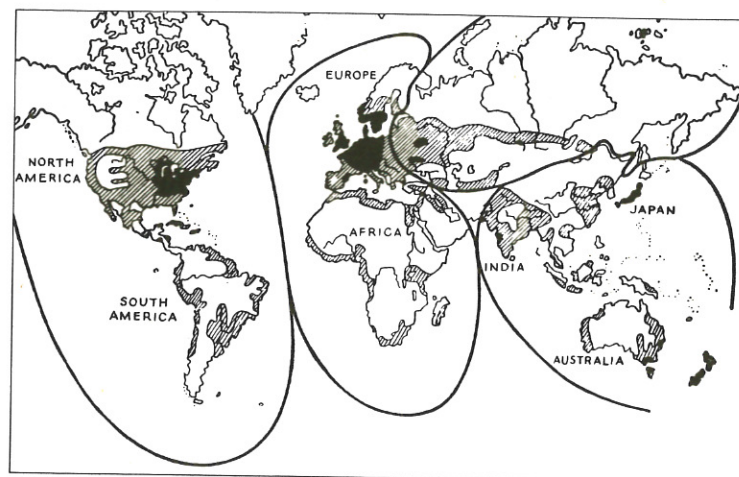 EUROPE
NORTH
AMERICA
AFRICA
JAPAN
INDIA
SOUTH
AMERICA
AUSTRALIA